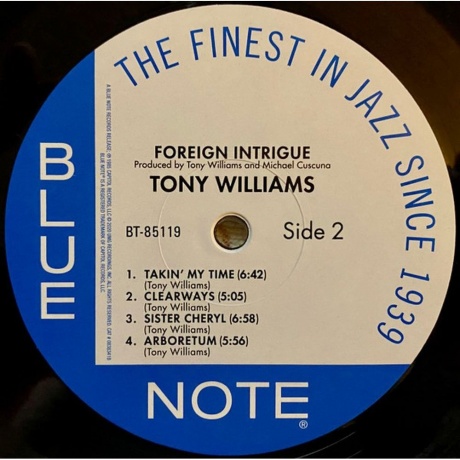 THE FINEST IN JAZZ SINCE 1939
BLUE
FOREIGN INTRIGUE
Produced by Tony Williams and Michael Cuscuna
TONY WILLIAMS
BT-85119
Side 2
1. TAKIN' MY TIME (6:42)
(Tony Williams)
2. CLEARWAYS (5:05)
(Tony Williams)
3. SISTER CHERYL (6:58)
(Tony Williams)
4. ARBORETUM (5:56)
(Tony Williams)
NOTE®